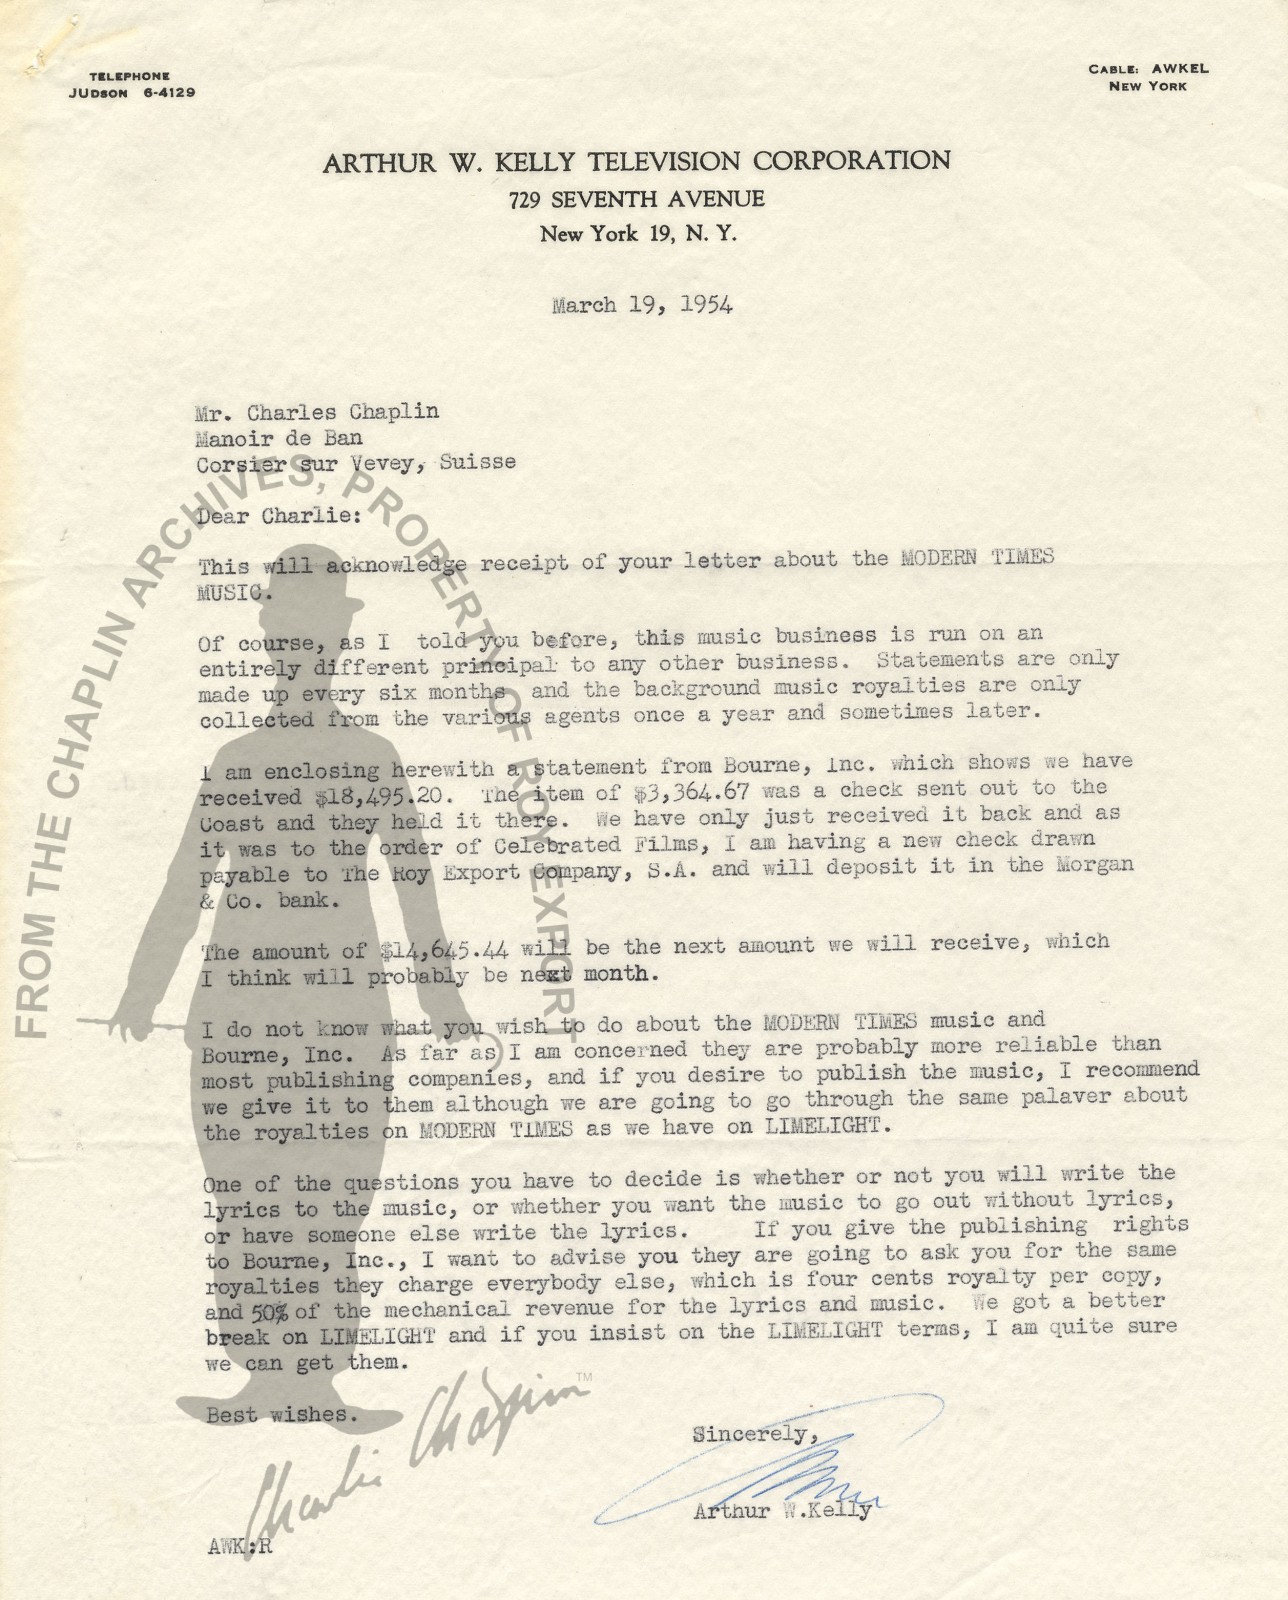 TELEPHONE
JUDSON 6-4129
CABLE: AWKEL
NEW YORK
ARTHUR W. KELLY TELEVISION CORPORATION
729 SEVENTH AVENUE
New York 19, N. Y.
March 19, 1954
Mr. Charles Chaplin
Manoir de Ban
Corsier sur Vevey, Suisse
Dear Charlie:
This will acknowledge receipt of your letter about the MODERN TIMES
MUSIC.
Of course, as I told you before, this music business is run on an
entirely different principal to any other business. Statements are only
made up every six months and the background music royalties are only
collected from the various agents once a year and sometimes later.
I am enclosing herewith a statement from Bourne, Inc. which shows we have
received $18,495.20. The item of $3,364.67 was a check sent out to the
Coast and they held it there. We have only just received it back and as
it was to the order of Celebrated Films, I am having a new check drawn
payable to The Roy Export Company, S.A. and will deposit it in the Morgan
& Co. bank.
The amount of $14,645.44 will be the next amount we will receive, which
I think will probably be next month.
I do not know what you wish to do about the MODERN TIMES music and
Bourne, Inc. As far as I am concerned they are probably more reliable than
most publishing companies, and if you desire to publish the music, I recommend
we give it to them although we are going to go through the same palaver about
the royalties on MODERN TIMES as we have on LIMELIGHT.
One of the questions you have to decide is whether or not you will write the
lyrics to the music, or whether you want the music to go out without lyrics,
or have someone else write the lyrics. If you give the publishing rights
to Bourne, Inc., I want to advise you they are going to ask you for the same
royalties they charge everybody else, which is four cents royalty per copy,
and 50% of the mechanical revenue for the lyrics and music. We got a better
break on LIMELIGHT and if you insist on the LIMELIGHT terms, I am quite sure
we can get them.
Best wishes.
Sincerely,
Arthur W.Kelly
AWK:R
FROM THE CHAPLIN ARCHIVES, PROPERTY OF ROY EXPORT
Charlie Chaplin™